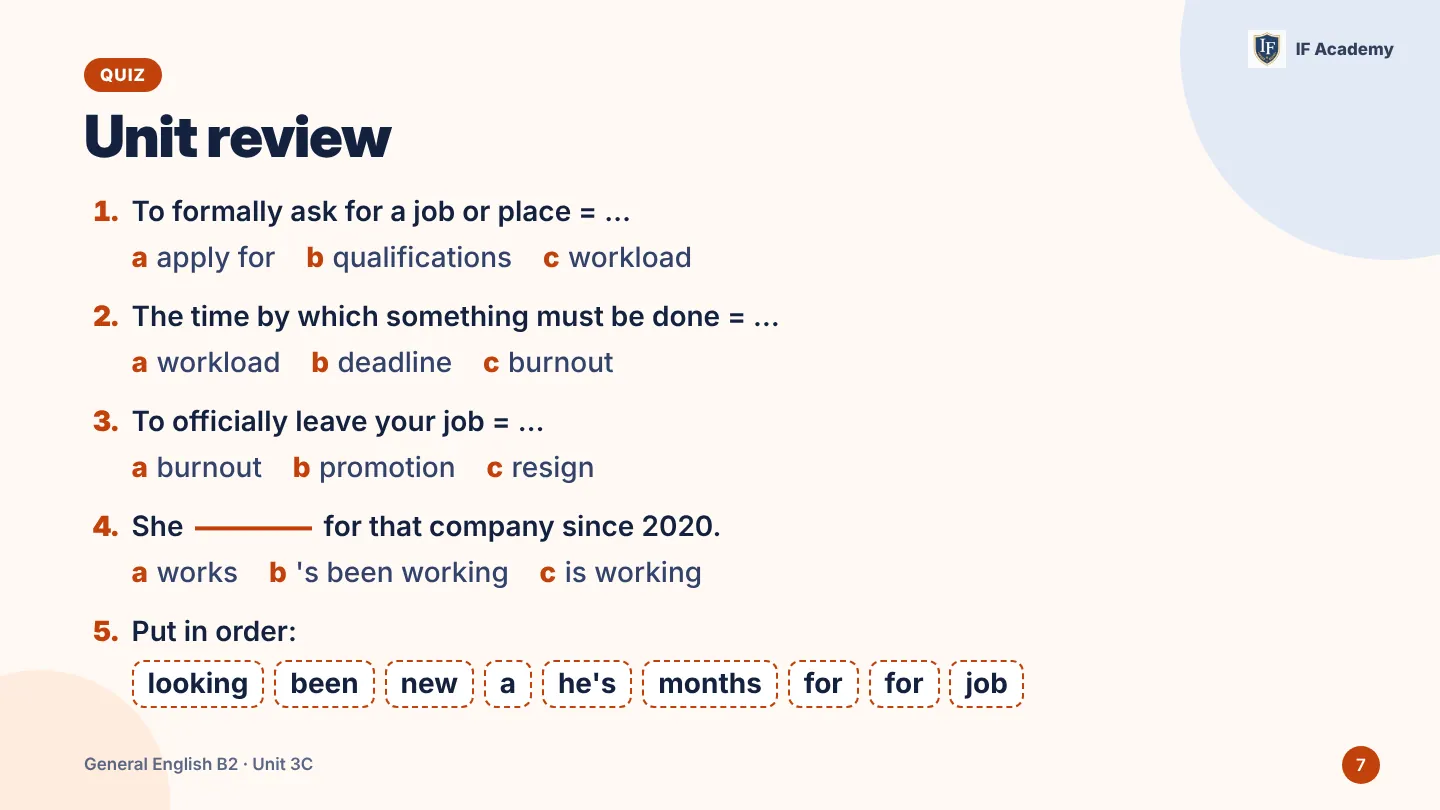 IF
IF Academy
QUIZ
Unit review
1. To formally ask for a job or place = ...
a apply for b qualifications c workload
2. The time by which something must be done = ...
a workload b deadline c burnout
3. To officially leave your job = ...
a burnout b promotion c resign
4. She ______ for that company since 2020.
a works b 's been working c is working
5. Put in order:
looking been new a he's months for for job
General English B2 · Unit 3C
7